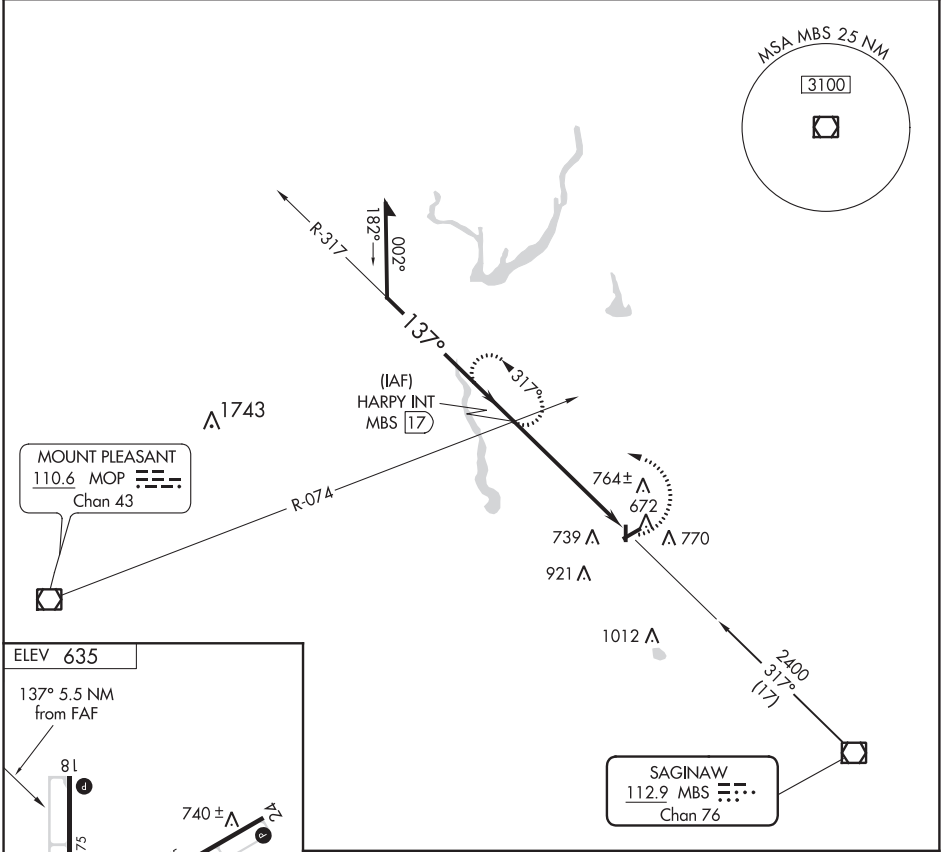 MSA MBS 25 NM
3100
R-317
182°
002°
137°
317°
(IAF)
HARPY INT
MBS 17
1743
MOUNT PLEASANT
110.6 MOP
Chan 43
R-074
764±
672
739
770
921
1012
2400
317°
(17)
SAGINAW
112.9 MBS
Chan 76
ELEV 635
137° 5.5 NM
from FAF
18
P
75
740±
24
P